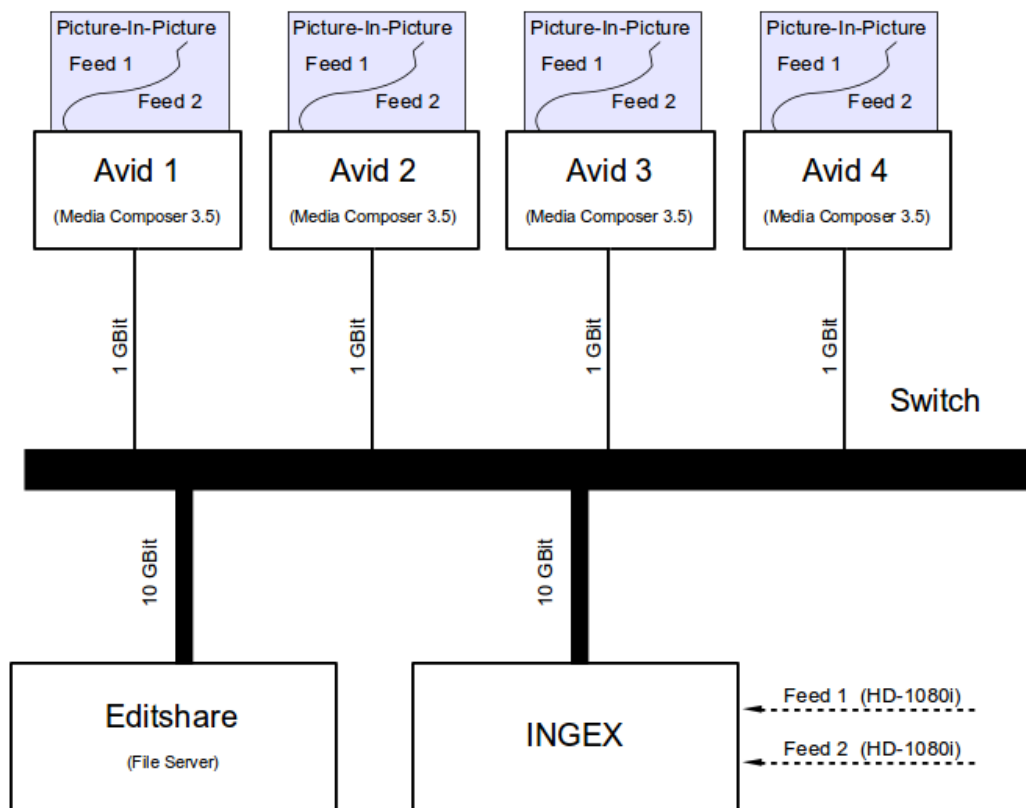 Picture-In-Picture
Feed 1
Feed 2
Avid 1
(Media Composer 3.5)
Picture-In-Picture
Feed 1
Feed 2
Avid 2
(Media Composer 3.5)
Picture-In-Picture
Feed 1
Feed 2
Avid 3
(Media Composer 3.5)
Picture-In-Picture
Feed 1
Feed 2
Avid 4
(Media Composer 3.5)
1 GBit
1 GBit
1 GBit
1 GBit
Switch
10 GBit
10 GBit
Editshare
(File Server)
INGEX
Feed 1 (HD-1080i)
Feed 2 (HD-1080i)